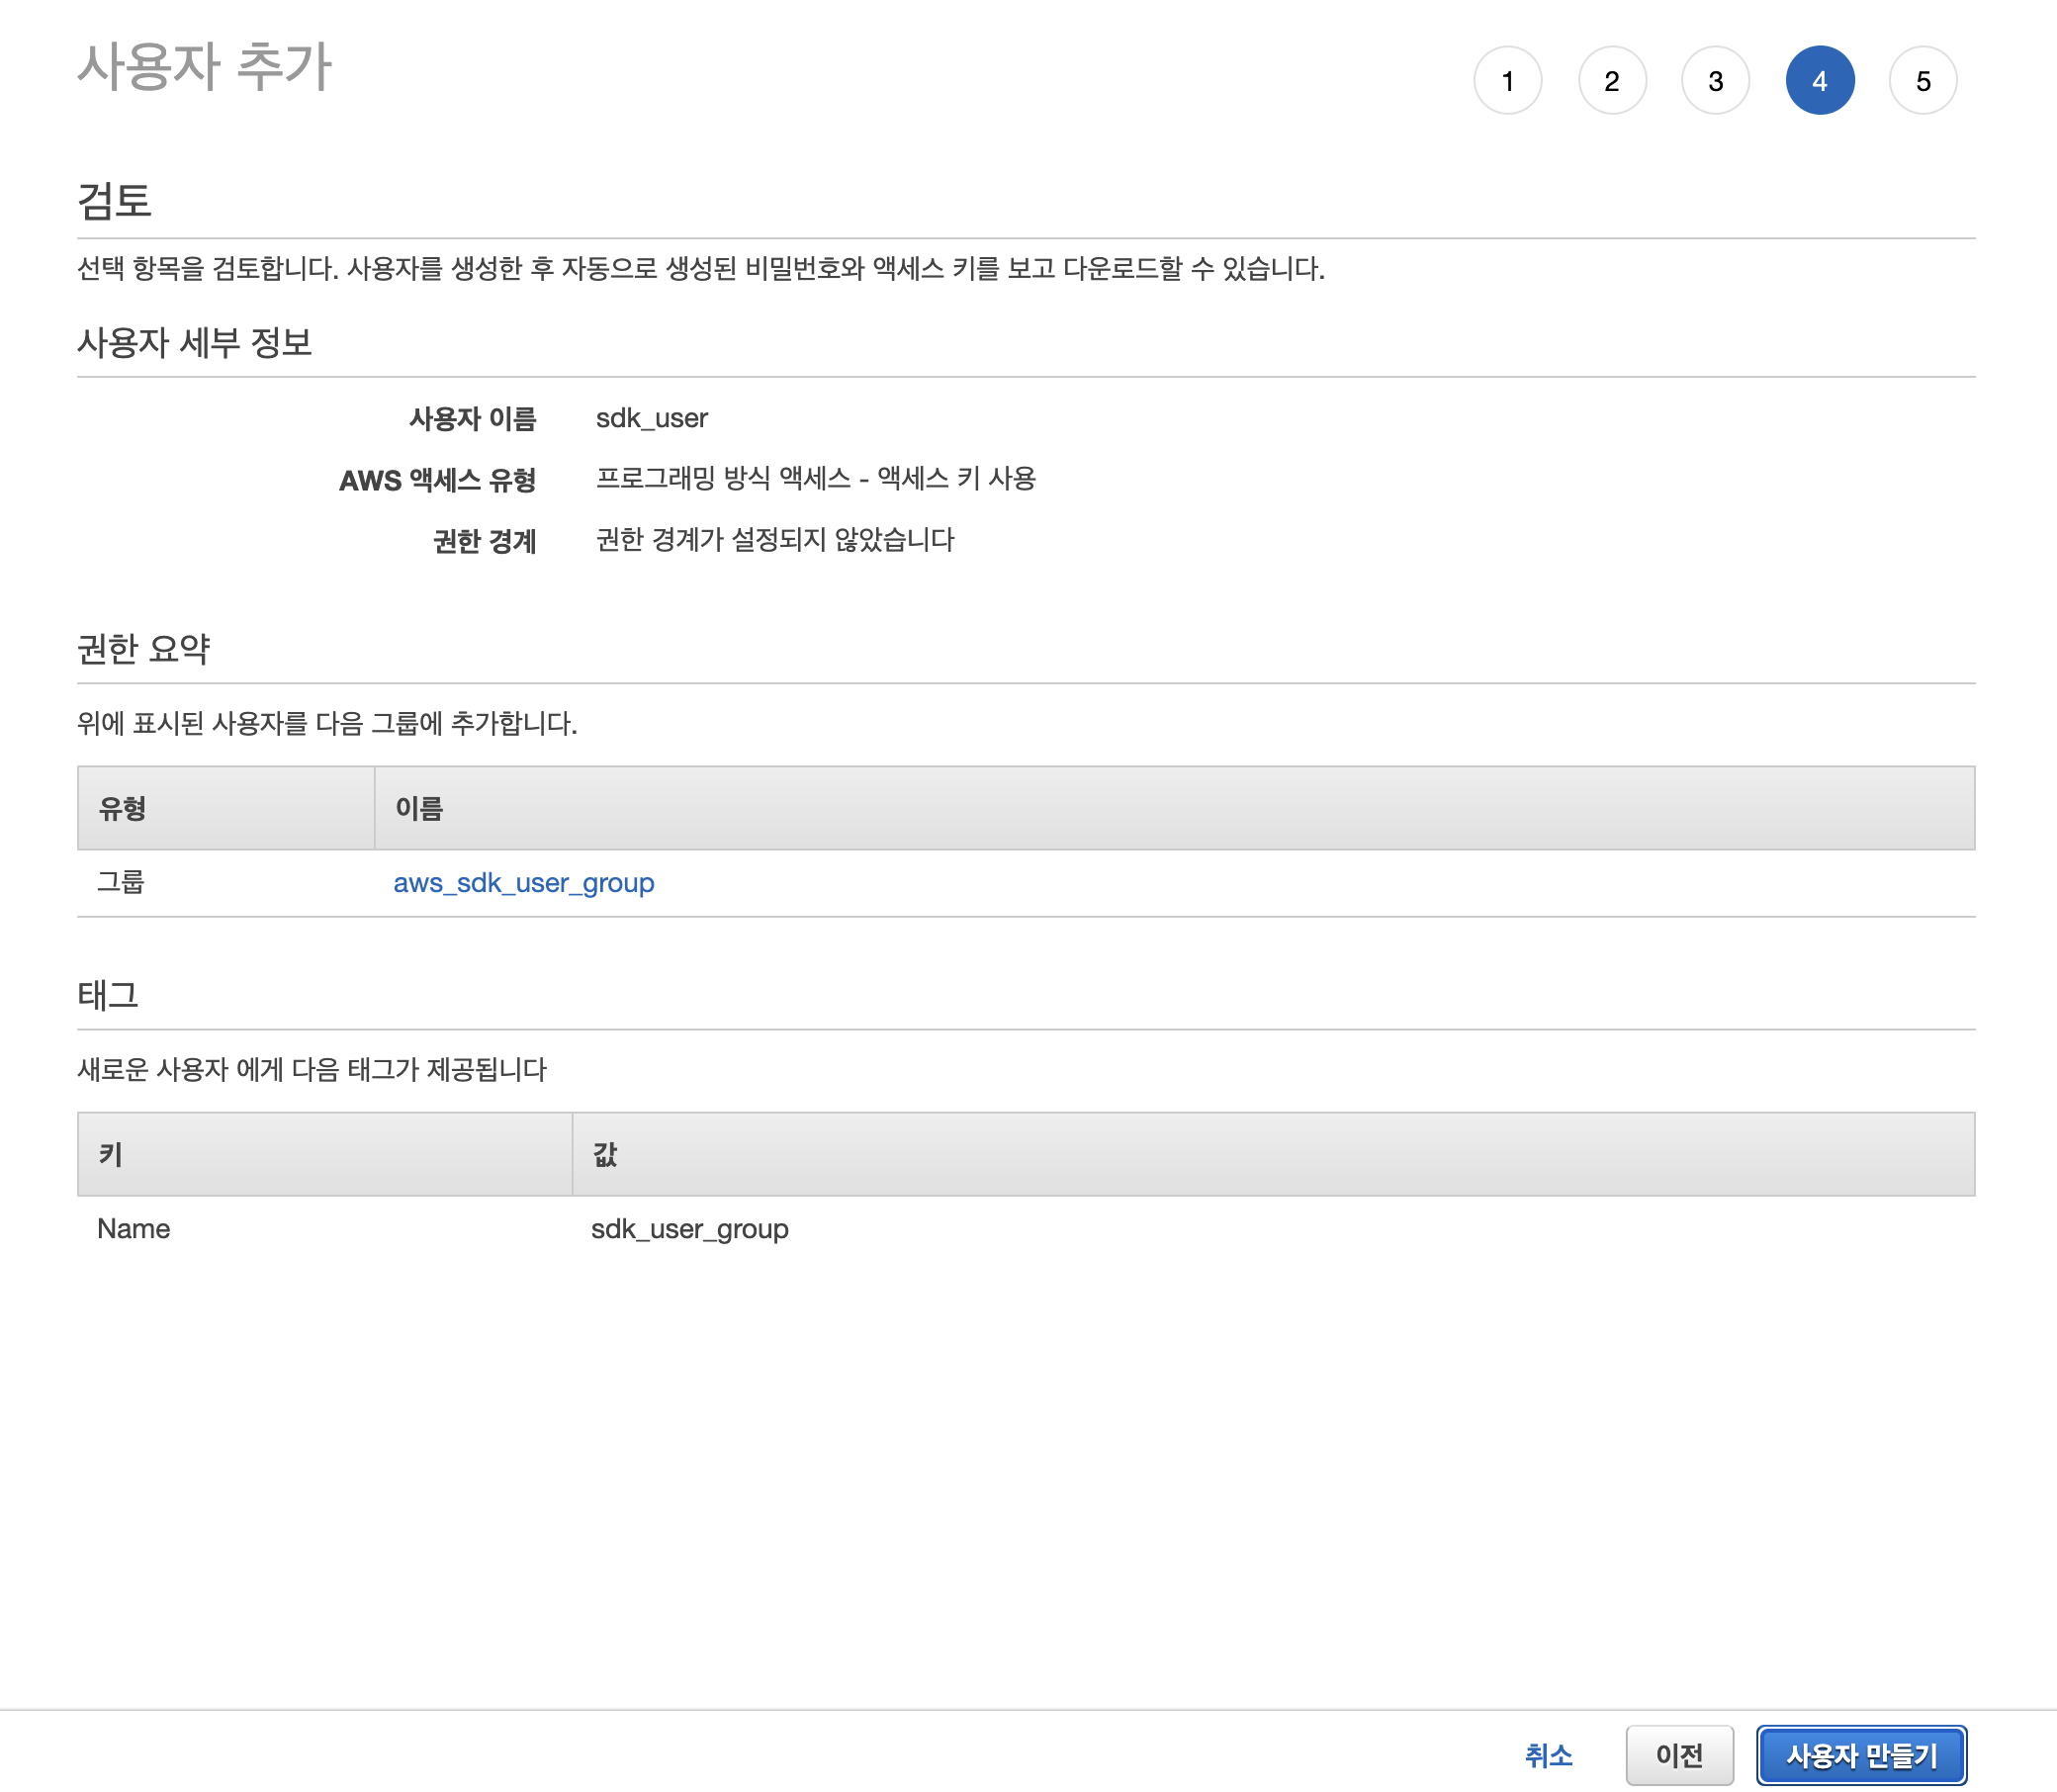 사용자 추가
1 2 3 4 5
검토
선택 항목을 검토합니다. 사용자를 생성한 후 자동으로 생성된 비밀번호와 액세스 키를 보고 다운로드할 수 있습니다.
사용자 세부 정보
사용자 이름 sdk_user
AWS 액세스 유형 프로그래밍 방식 액세스 - 액세스 키 사용
권한 경계 권한 경계가 설정되지 않았습니다
권한 요약
위에 표시된 사용자를 다음 그룹에 추가합니다.
유형 이름
그룹 aws_sdk_user_group
태그
새로운 사용자 에게 다음 태그가 제공됩니다
키 값
Name sdk_user_group
취소 이전 사용자 만들기